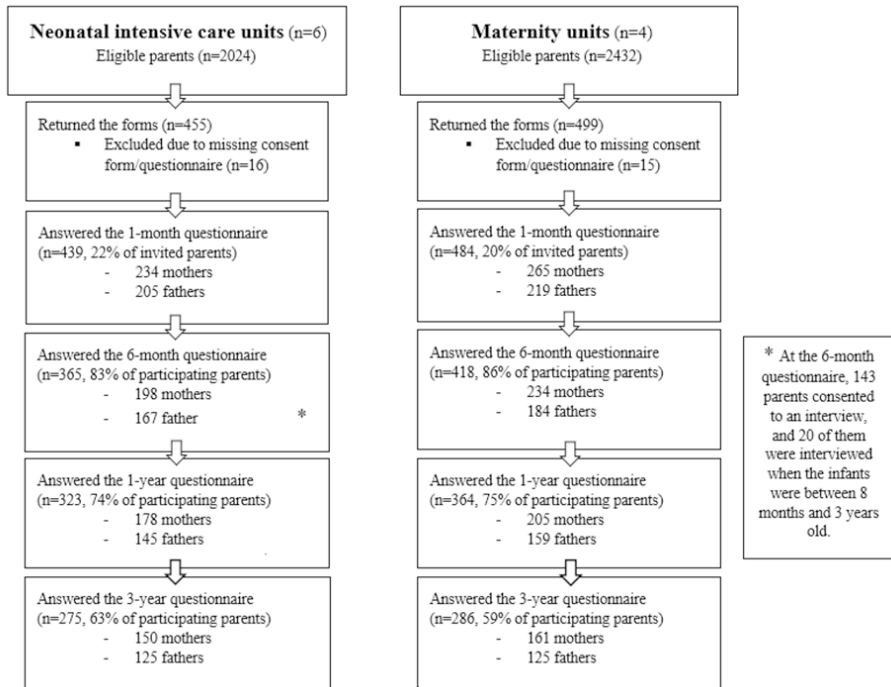 Neonatal intensive care units (n=6)
Eligible parents (n=2024)
Returned the forms (n=455)
▪ Excluded due to missing consent
form/questionnaire (n=16)
Answered the 1-month questionnaire
(n=439, 22% of invited parents)
- 234 mothers
- 205 fathers
Answered the 6-month questionnaire
(n=365, 83% of participating parents)
- 198 mothers
- 167 father *
Answered the 1-year questionnaire
(n=323, 74% of participating parents)
- 178 mothers
- 145 fathers
Answered the 3-year questionnaire
(n=275, 63% of participating parents)
- 150 mothers
- 125 fathers
Maternity units (n=4)
Eligible parents (n=2432)
Returned the forms (n=499)
▪ Excluded due to missing consent
form/questionnaire (n=15)
Answered the 1-month questionnaire
(n=484, 20% of invited parents)
- 265 mothers
- 219 fathers
Answered the 6-month questionnaire
(n=418, 86% of participating parents)
- 234 mothers
- 184 fathers
Answered the 1-year questionnaire
(n=364, 75% of participating parents)
- 205 mothers
- 159 fathers
Answered the 3-year questionnaire
(n=286, 59% of participating parents)
- 161 mothers
- 125 fathers
* At the 6-month
questionnaire, 143
parents consented
to an interview,
and 20 of them
were interviewed
when the infants
were between 8
months and 3 years
old.